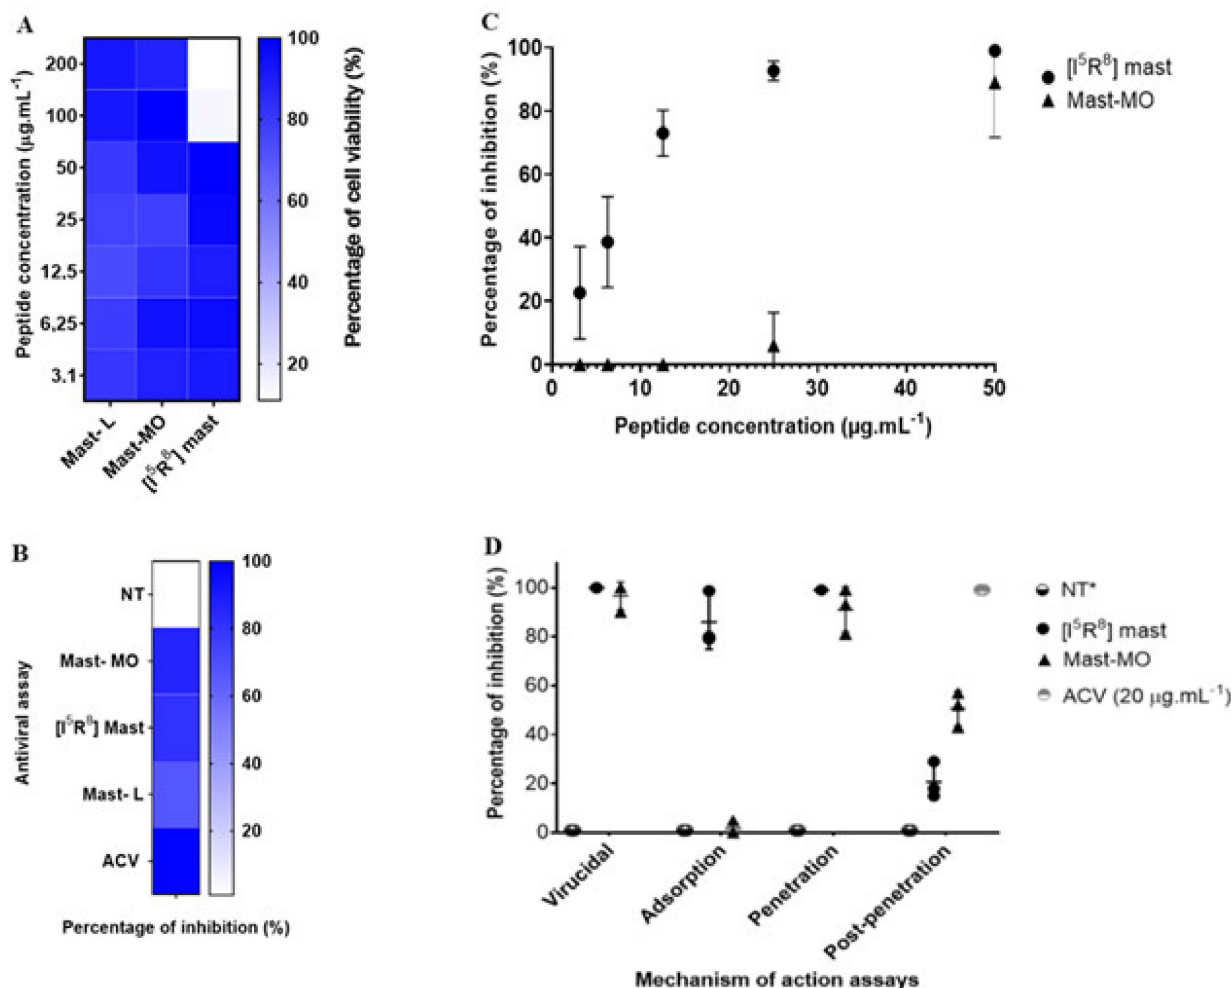 A
Peptide concentration (µg.mL⁻¹)
200
100
50
25
12.5
6,25
3.1
Mast- L
Mast-MO
[I⁵R⁸] mast
100
80
60
40
20
Percentage of cell viability (%)
C
Percentage of inhibition (%)
100
80
60
40
20
0
0 10 20 30 40 50
Peptide concentration (µg.mL⁻¹)
[I⁵R⁸] mast
Mast-MO
B
Antiviral assay
NT
Mast- MO
[I⁵R⁸] Mast
Mast- L
ACV
100
80
60
40
20
Percentage of inhibition (%)
D
Percentage of inhibition (%)
100
80
60
40
20
0
Virucidal
Adsorption
Penetration
Post-penetration
Mechanism of action assays
NT*
[I⁵R⁸] mast
Mast-MO
ACV (20 µg.mL⁻¹)